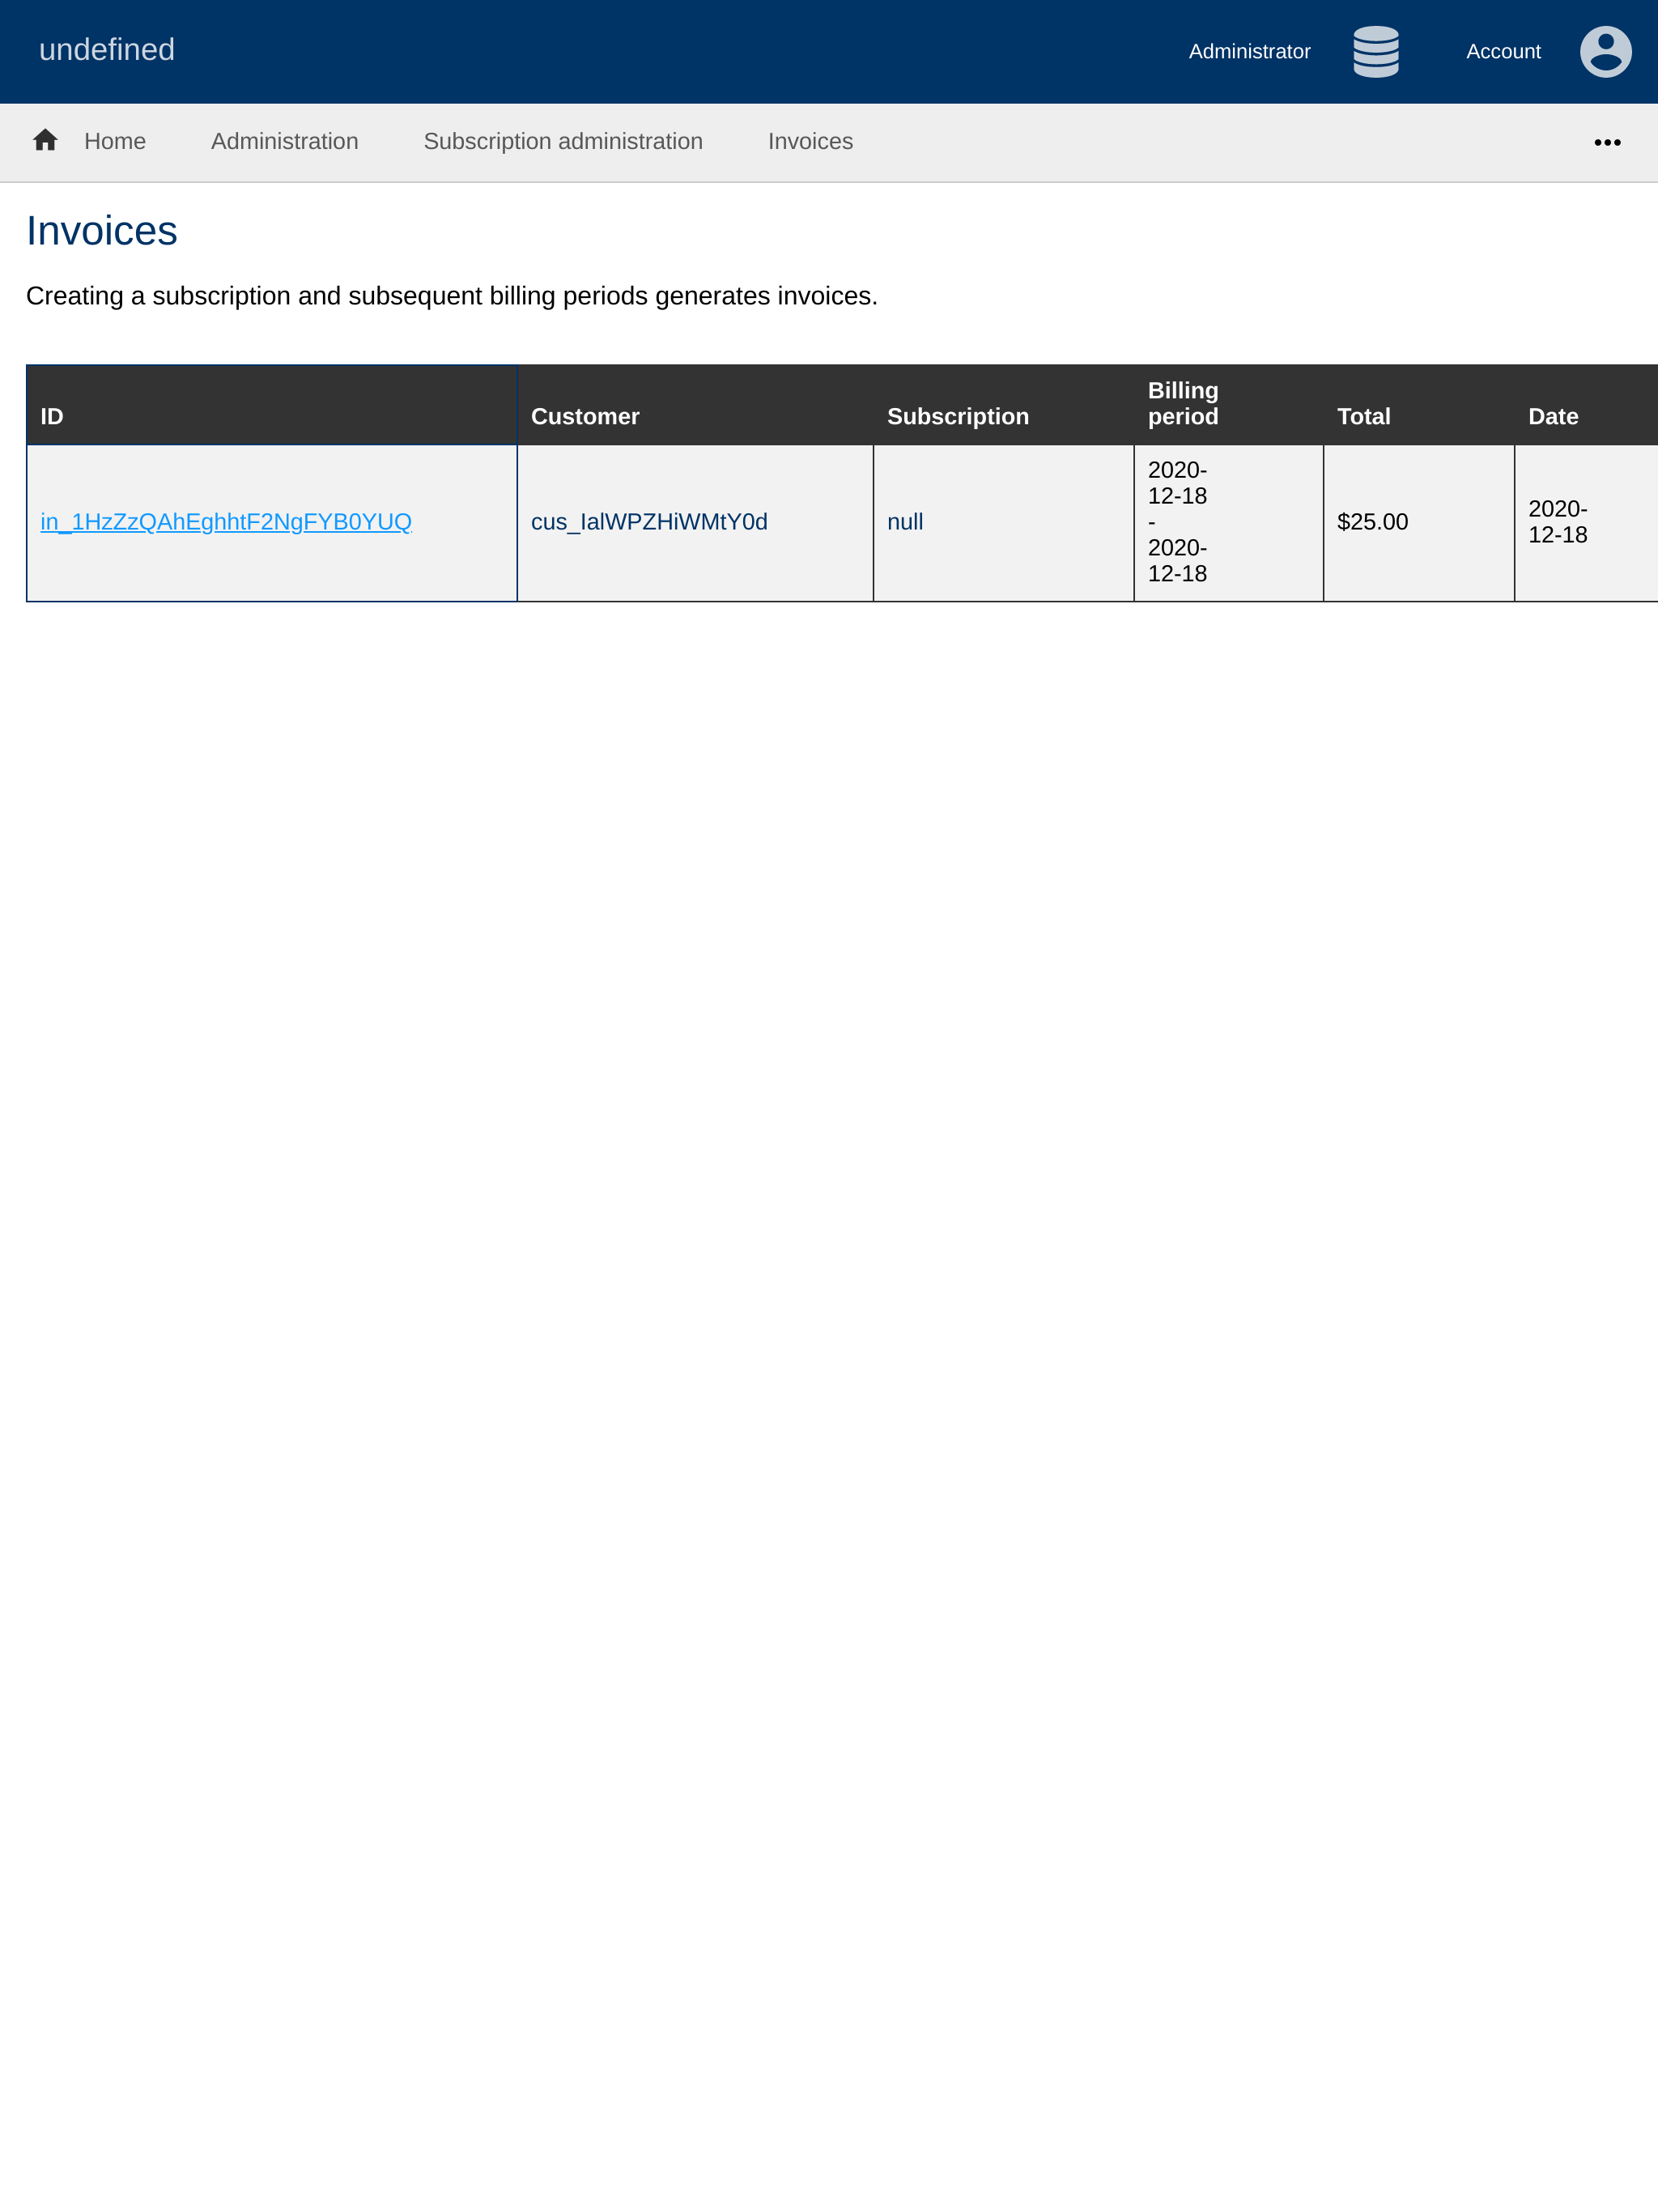 undefined
Administrator
Account
Home
Administration
Subscription administration
Invoices
Invoices
Creating a subscription and subsequent billing periods generates invoices.
ID
Customer
Subscription
Billing
period
Total
Date
in_1HzZzQAhEghhtF2NgFYB0YUQ
cus_IalWPZHiWMtY0d
null
2020-
12-18
-
2020-
12-18
$25.00
2020-
12-18